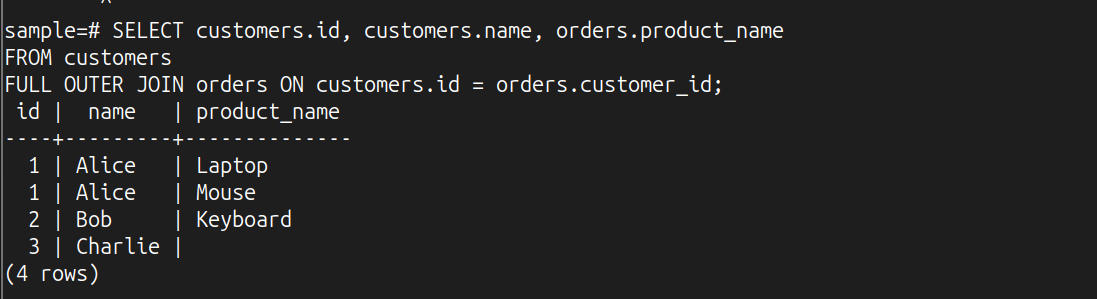 sample=# SELECT customers.id, customers.name, orders.product_name
FROM customers
FULL OUTER JOIN orders ON customers.id = orders.customer_id;
 id |  name   | product_name
----+---------+--------------
  1 | Alice   | Laptop
  1 | Alice   | Mouse
  2 | Bob     | Keyboard
  3 | Charlie |
(4 rows)